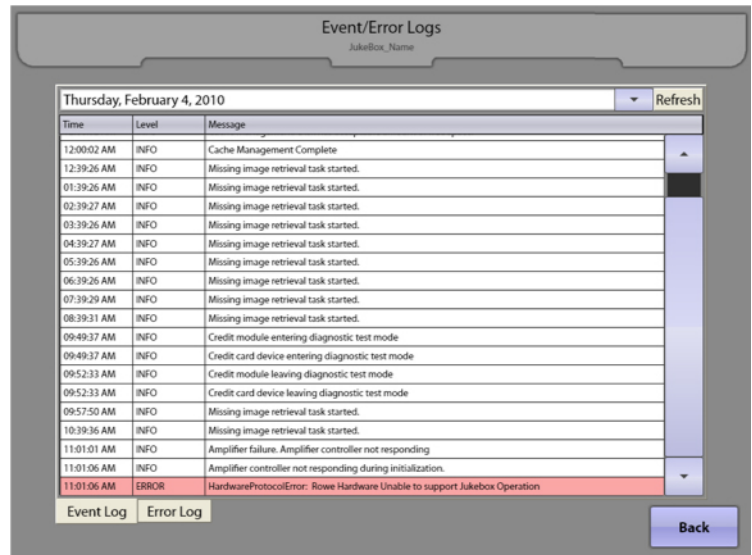 Event/Error Logs
JukeBox_Name
Thursday, February 4, 2010 Refresh
Time Level Message
12:00:02 AM INFO Cache Management Complete
12:39:26 AM INFO Missing image retrieval task started.
01:39:26 AM INFO Missing image retrieval task started.
02:39:27 AM INFO Missing image retrieval task started.
03:39:26 AM INFO Missing image retrieval task started.
04:39:27 AM INFO Missing image retrieval task started.
05:39:26 AM INFO Missing image retrieval task started.
06:39:26 AM INFO Missing image retrieval task started.
07:39:29 AM INFO Missing image retrieval task started.
08:39:31 AM INFO Missing image retrieval task started.
09:49:37 AM INFO Credit module entering diagnostic test mode
09:49:37 AM INFO Credit card device entering diagnostic test mode
09:52:33 AM INFO Credit module leaving diagnostic test mode
09:52:33 AM INFO Credit card device leaving diagnostic test mode
09:57:50 AM INFO Missing image retrieval task started.
10:39:36 AM INFO Missing image retrieval task started.
11:01:01 AM INFO Amplifier failure. Amplifier controller not responding
11:01:06 AM INFO Amplifier controller not responding during initialization.
11:01:06 AM ERROR HardwareProtocolError: Rowe Hardware Unable to support Jukebox Operation
Event Log Error Log
Back